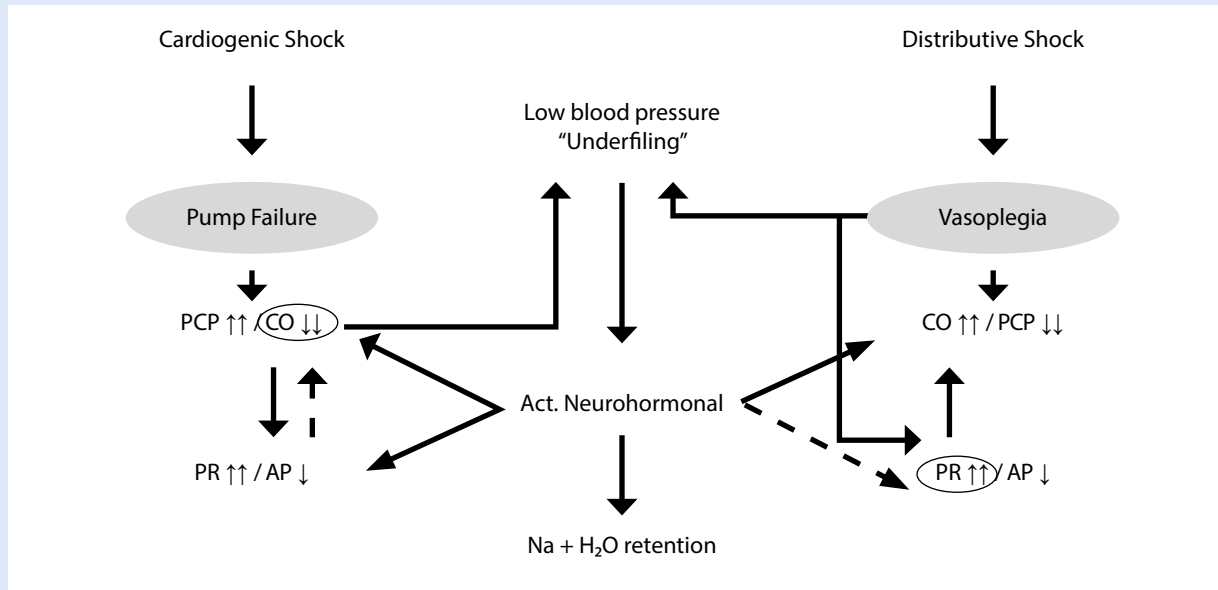 Cardiogenic Shock
Distributive Shock
Low blood pressure
“Underfiling”
Pump Failure
Vasoplegia
PCP ↑↑ / CO ↓↓
CO ↑↑ / PCP ↓↓
Act. Neurohormonal
PR ↑↑ / AP ↓
PR ↑↑ / AP ↓
Na + H₂O retention